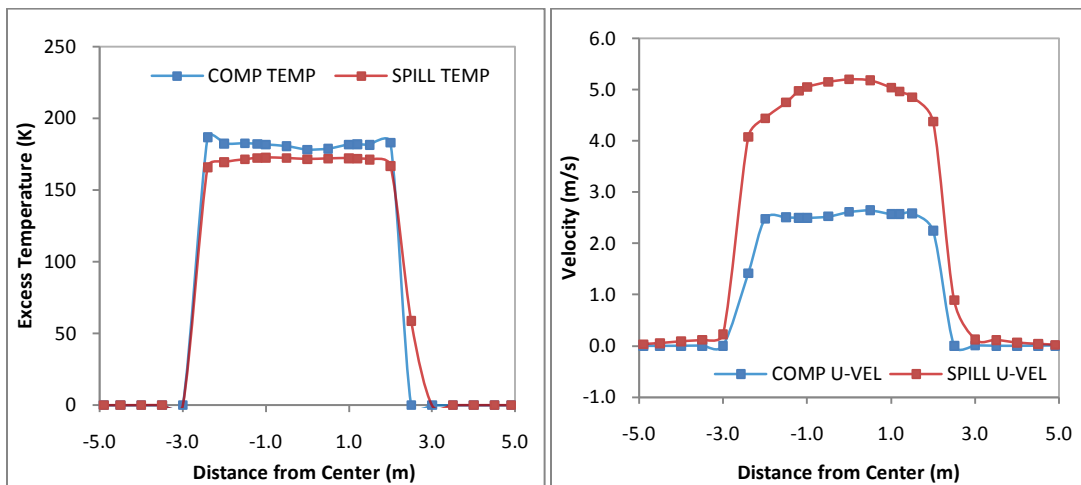 250
200
150
100
50
0
Excess Temperature (K)
COMP TEMP SPILL TEMP
-5.0 -3.0 -1.0 1.0 3.0 5.0
Distance from Center (m)
6.0
5.0
4.0
3.0
2.0
1.0
0.0
-1.0
Velocity (m/s)
COMP U-VEL SPILL U-VEL
-5.0 -3.0 -1.0 1.0 3.0 5.0
Distance from Center (m)